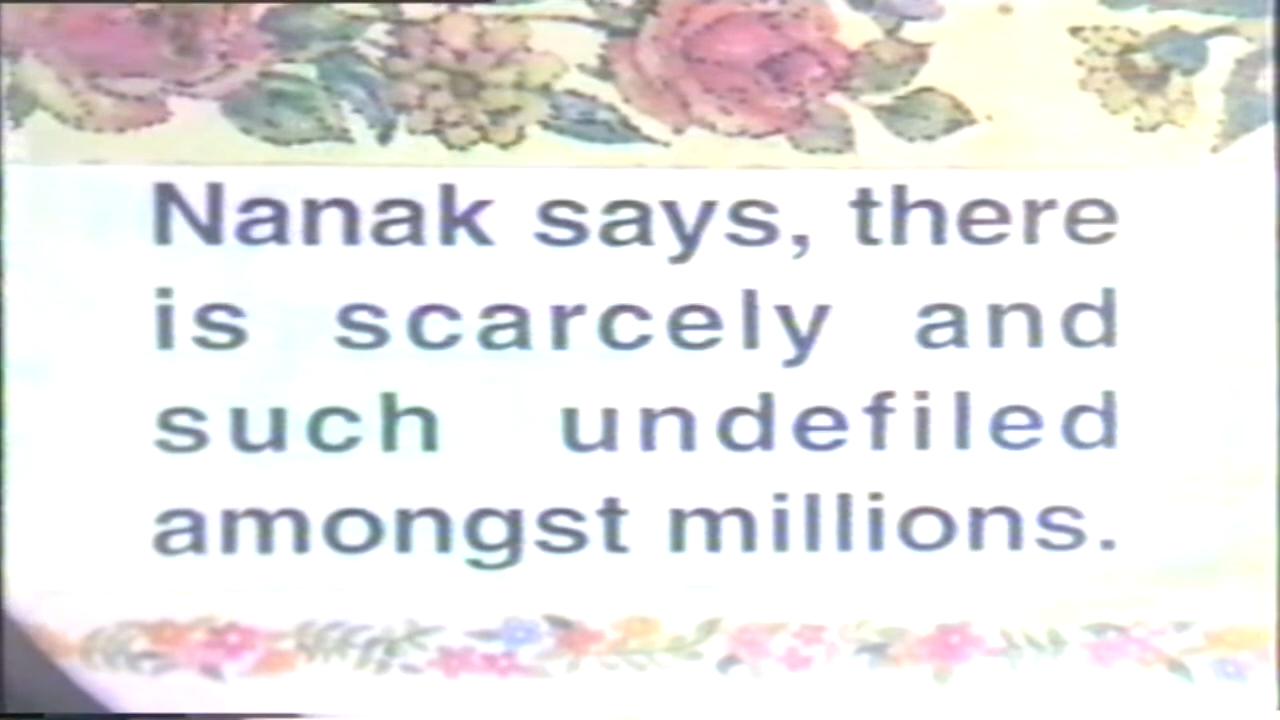 Nanak says, there
is scarcely and
such undefiled
amongst millions.